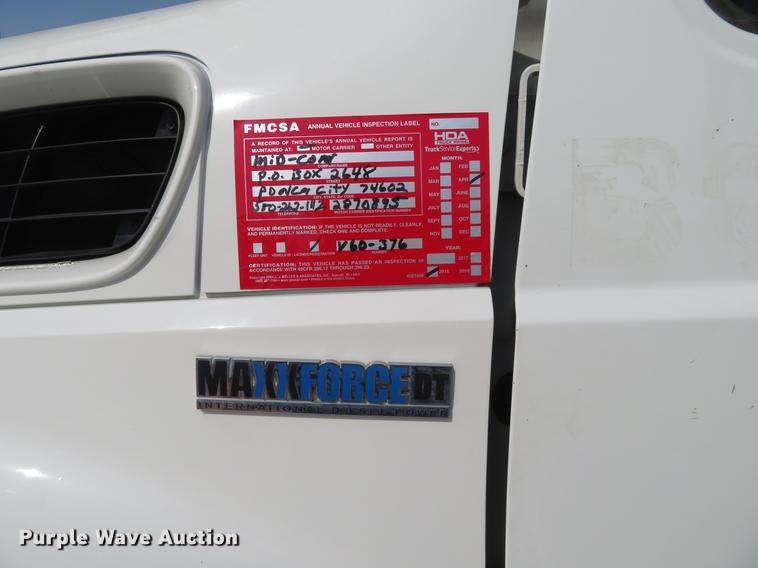 FMCSA ANNUAL VEHICLE INSPECTION LABEL NO.
A RECORD OF THIS VEHICLE'S ANNUAL VEHICLE REPORT IS
MAINTAINED AT: MOTOR CARRIER OTHER ENTITY
HDA
TRUCK PRIDE
TruckServiceExperts
MID-CON
COMPANY/NAME
P.O. BOX 2648
STREET
PONCA CITY 74602
CITY, STATE, ZIP CODE
2870895
TELEPHONE MOTOR CARRIER IDENTIFICATION NUMBER
MONTH:
JAN FEB
MAR APR
MAY JUNE
JULY AUG
SEPT OCT
NOV DEC
VEHICLE IDENTIFICATION: IF THE VEHICLE IS NOT READILY, CLEARLY,
AND PERMANENTLY MARKED, CHECK ONE AND COMPLETE.
V60-376
FLEET UNIT VEHICLE ID LICENSE/REGISTRATION NUMBER
YEAR:
CERTIFICATION: THIS VEHICLE HAS PASSED AN INSPECTION IN
ACCORDANCE WITH 49CFR 396.17 THROUGH 396.23.
2017
2018 2019
MAXXFORCE DT
INTERNATIONAL DIESEL POWER
Purple Wave Auction